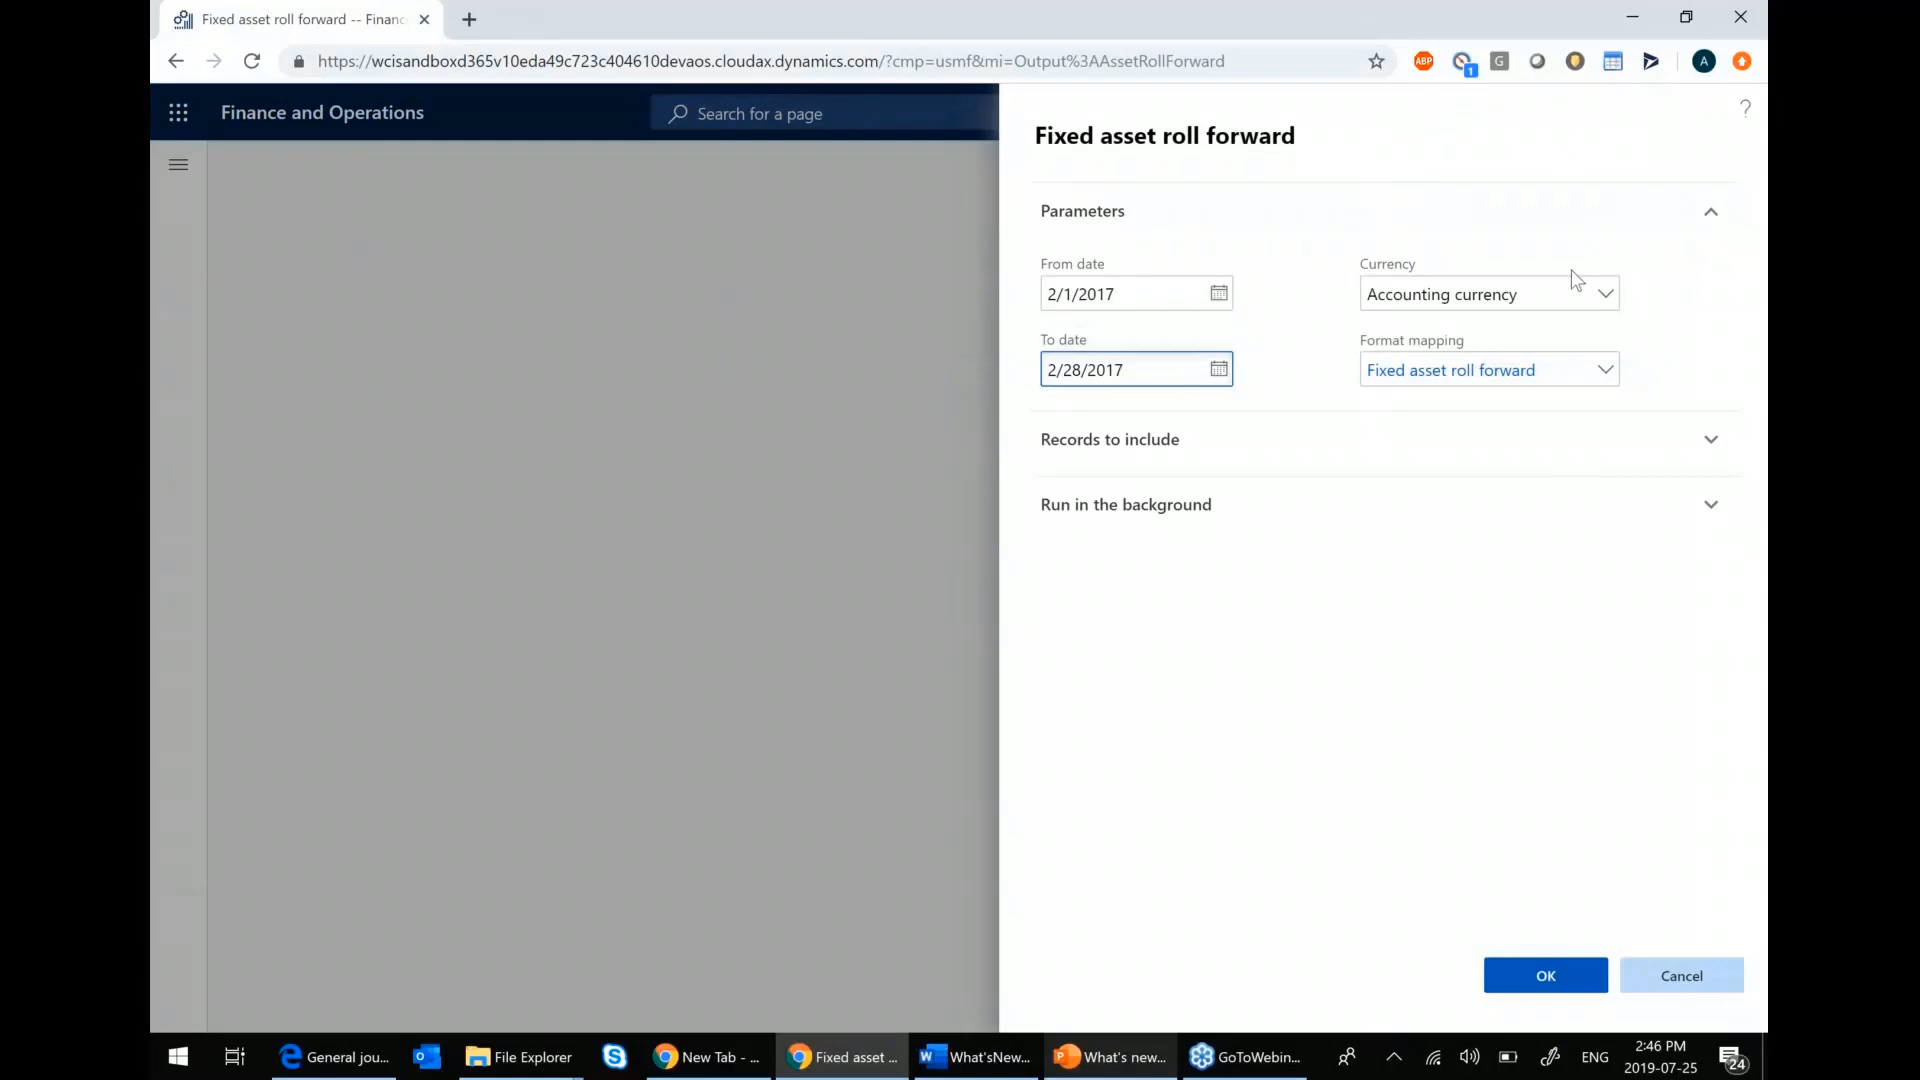 Fixed asset roll forward -- Financ
https://wcisandboxd365v10eda49c723c404610devaos.cloudax.dynamics.com/?cmp=usmf&mi=Output%3AAssetRollForward
ABP
1
G
A
Finance and Operations
Search for a page
?
Fixed asset roll forward
Parameters
From date
Currency
2/1/2017
Accounting currency
To date
Format mapping
2/28/2017
Fixed asset roll forward
Records to include
Run in the background
OK
Cancel
General jou...
File Explorer
New Tab - ...
Fixed asset ...
What'sNew...
What's new...
GoToWebin...
ENG
2:46 PM
2019-07-25
24